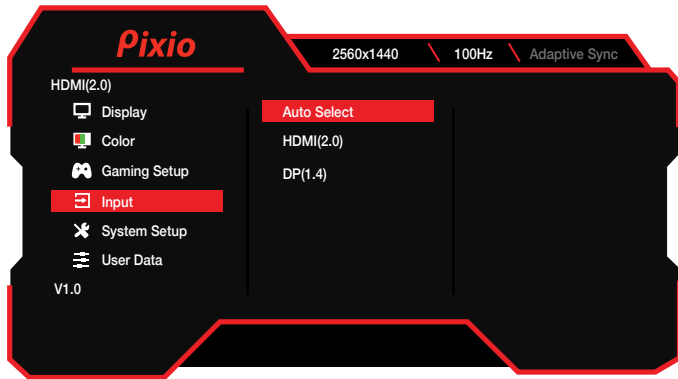 Pixio
2560x1440 100Hz Adaptive Sync
HDMI(2.0)
Display
Color
Gaming Setup
Input
System Setup
User Data
V1.0
Auto Select
HDMI(2.0)
DP(1.4)